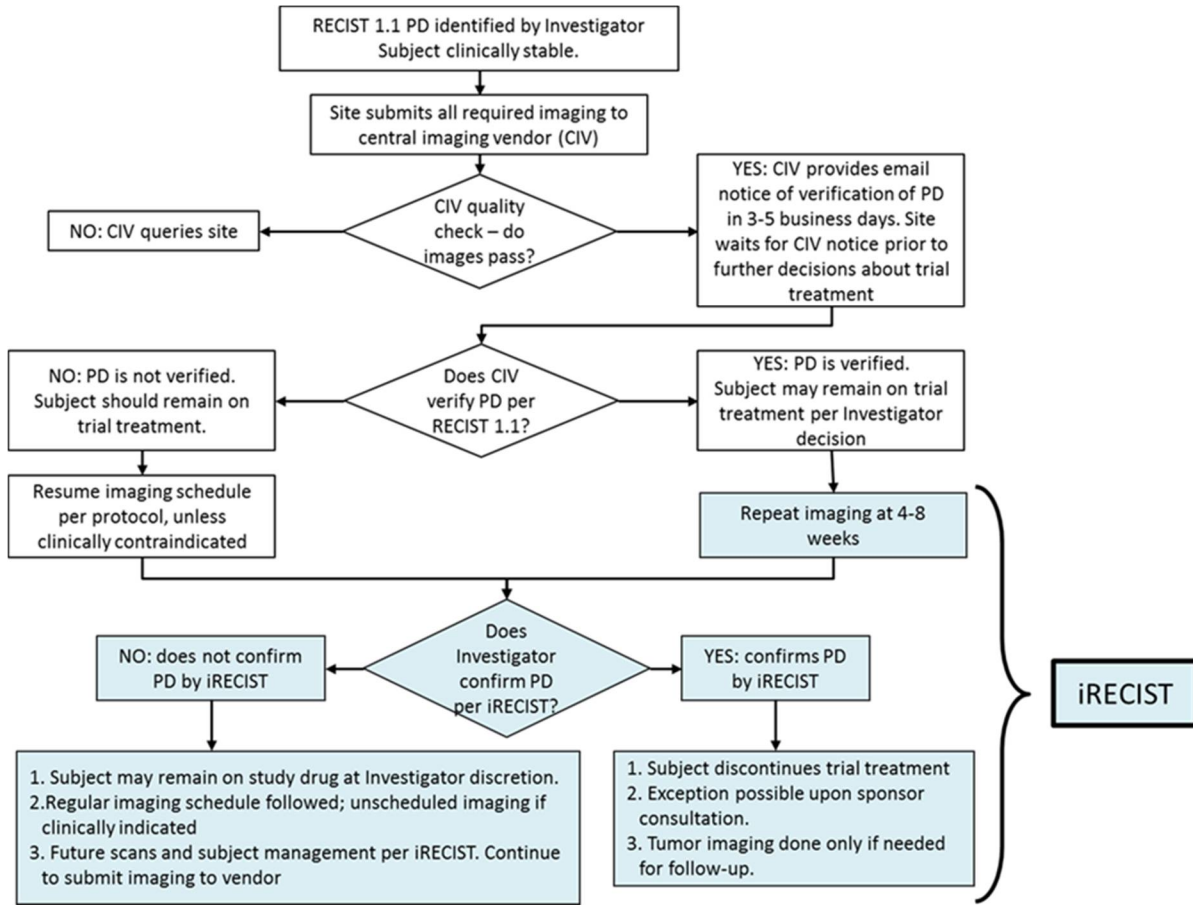 RECIST 1.1 PD identified by Investigator
Subject clinically stable.
Site submits all required imaging to
central imaging vendor (CIV)
CIV quality
check – do
images pass?
NO: CIV queries site
YES: CIV provides email
notice of verification of PD
in 3-5 business days. Site
waits for CIV notice prior to
further decisions about trial
treatment
Does CIV
verify PD per
RECIST 1.1?
NO: PD is not verified.
Subject should remain on
trial treatment.
YES: PD is verified.
Subject may remain on trial
treatment per Investigator
decision
Resume imaging schedule
per protocol, unless
clinically contraindicated
Repeat imaging at 4-8
weeks
Does
Investigator
confirm PD
per iRECIST?
NO: does not confirm
PD by iRECIST
YES: confirms PD
by iRECIST
iRECIST
1. Subject may remain on study drug at Investigator discretion.
2.Regular imaging schedule followed; unscheduled imaging if
clinically indicated
3. Future scans and subject management per iRECIST. Continue
to submit imaging to vendor
1. Subject discontinues trial treatment
2. Exception possible upon sponsor
consultation.
3. Tumor imaging done only if needed
for follow-up.